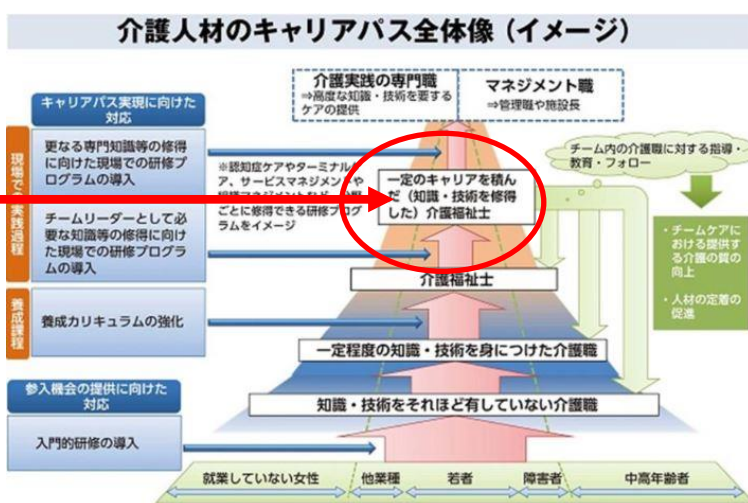 介護人材のキャリアパス全体像（イメージ）
キャリアパス実現に向けた
対応
現場での実践過程
更なる専門知識等の修得
に向けた現場での研修プ
ログラムの導入
チームリーダーとして必
要な知識等の修得に向け
た現場での研修プログラ
ムの導入
養成課程
養成カリキュラムの強化
参入機会の提供に向けた
対応
入門的研修の導入
介護実践の専門職
⇒高度な知識・技術を要する
ケアの提供
マネジメント職
⇒管理職や施設長
※認知症ケアやターミナルケ
ア、サービスマネジメントや
ごとに修得できる研修プログ
ラムをイメージ
一定のキャリアを積ん
だ（知識・技術を修得
した）介護福祉士
介護福祉士
一定程度の知識・技術を身につけた介護職
知識・技術をそれほど有していない介護職
チーム内の介護職に対する指導・
教育・フォロー
・チームケアに
おける提供す
る介護の質の
向上
・人材の定着の
促進
就業していない女性
他業種
若者
障害者
中高年齢者